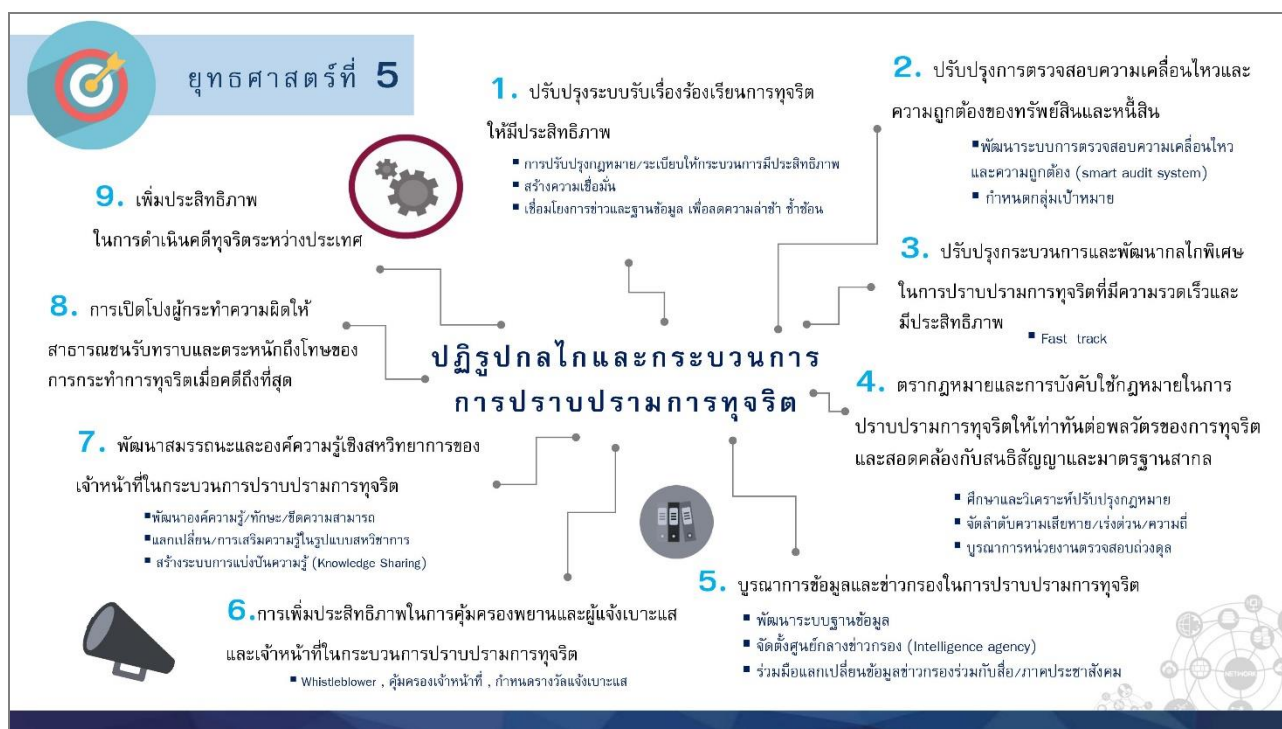 ยุทธศาสตร์ที่ 5
1. ปรับปรุงระบบรับเรื่องร้องเรียนการทุจริต
ให้มีประสิทธิภาพ
▪ การปรับปรุงกฎหมาย/ระเบียบให้กระบวนการมีประสิทธิภาพ
▪ สร้างความเชื่อมั่น
▪ เชื่อมโยงการข่าวและฐานข้อมูล เพื่อลดความล่าช้า ซ้ำซ้อน
2. ปรับปรุงการตรวจสอบความเคลื่อนไหวและ
ความถูกต้องของทรัพย์สินและหนี้สิน
▪พัฒนาระบบการตรวจสอบความเคลื่อนไหว
และความถูกต้อง (smart audit system)
▪ กำหนดกลุ่มเป้าหมาย
3. ปรับปรุงกระบวนการและพัฒนากลไกพิเศษ
ในการปราบปรามการทุจริตที่มีความรวดเร็วและ
มีประสิทธิภาพ
▪ Fast track
ปฏิรูปกลไกและกระบวนการ
การปราบปรามการทุจริต
4. ตรากฎหมายและการบังคับใช้กฎหมายในการ
ปราบปรามการทุจริตให้เท่าทันต่อพลวัตรของการทุจริต
และสอดคล้องกับสนธิสัญญาและมาตรฐานสากล
▪ ศึกษาและวิเคราะห์ปรับปรุงกฎหมาย
▪ จัดลำดับความเสียหาย/เร่งด่วน/ความถี่
▪ บูรณาการหน่วยงานตรวจสอบถ่วงดุล
5. บูรณาการข้อมูลและข่าวกรองในการปราบปรามการทุจริต
▪ พัฒนาระบบฐานข้อมูล
▪ จัดตั้งศูนย์กลางข่าวกรอง (Intelligence agency)
▪ ร่วมมือแลกเปลี่ยนข้อมูลข่าวกรองร่วมกับสื่อ/ภาคประชาสังคม
6.การเพิ่มประสิทธิภาพในการคุ้มครองพยานและผู้แจ้งเบาะแส
และเจ้าหน้าที่ในกระบวนการปราบปรามการทุจริต
▪ Whistleblower , คุ้มครองเจ้าหน้าที่ , กำหนดรางวัลแจ้งเบาะแส
7. พัฒนาสมรรถนะและองค์ความรู้เชิงสหวิทยาการของ
เจ้าหน้าที่ในกระบวนการปราบปรามการทุจริต
▪พัฒนาองค์ความรู้/ทักษะ/ขีดความสามารถ
▪แลกเปลี่ยน/การเสริมความรู้ในรูปแบบสหวิชาการ
▪ สร้างระบบการแบ่งปันความรู้ (Knowledge Sharing)
8. การเปิดโปงผู้กระทำความผิดให้
สาธารณชนรับทราบและตระหนักถึงโทษของ
การกระทำการทุจริตเมื่อคดีถึงที่สุด
9. เพิ่มประสิทธิภาพ
ในการดำเนินคดีทุจริตระหว่างประเทศ
NETWORK